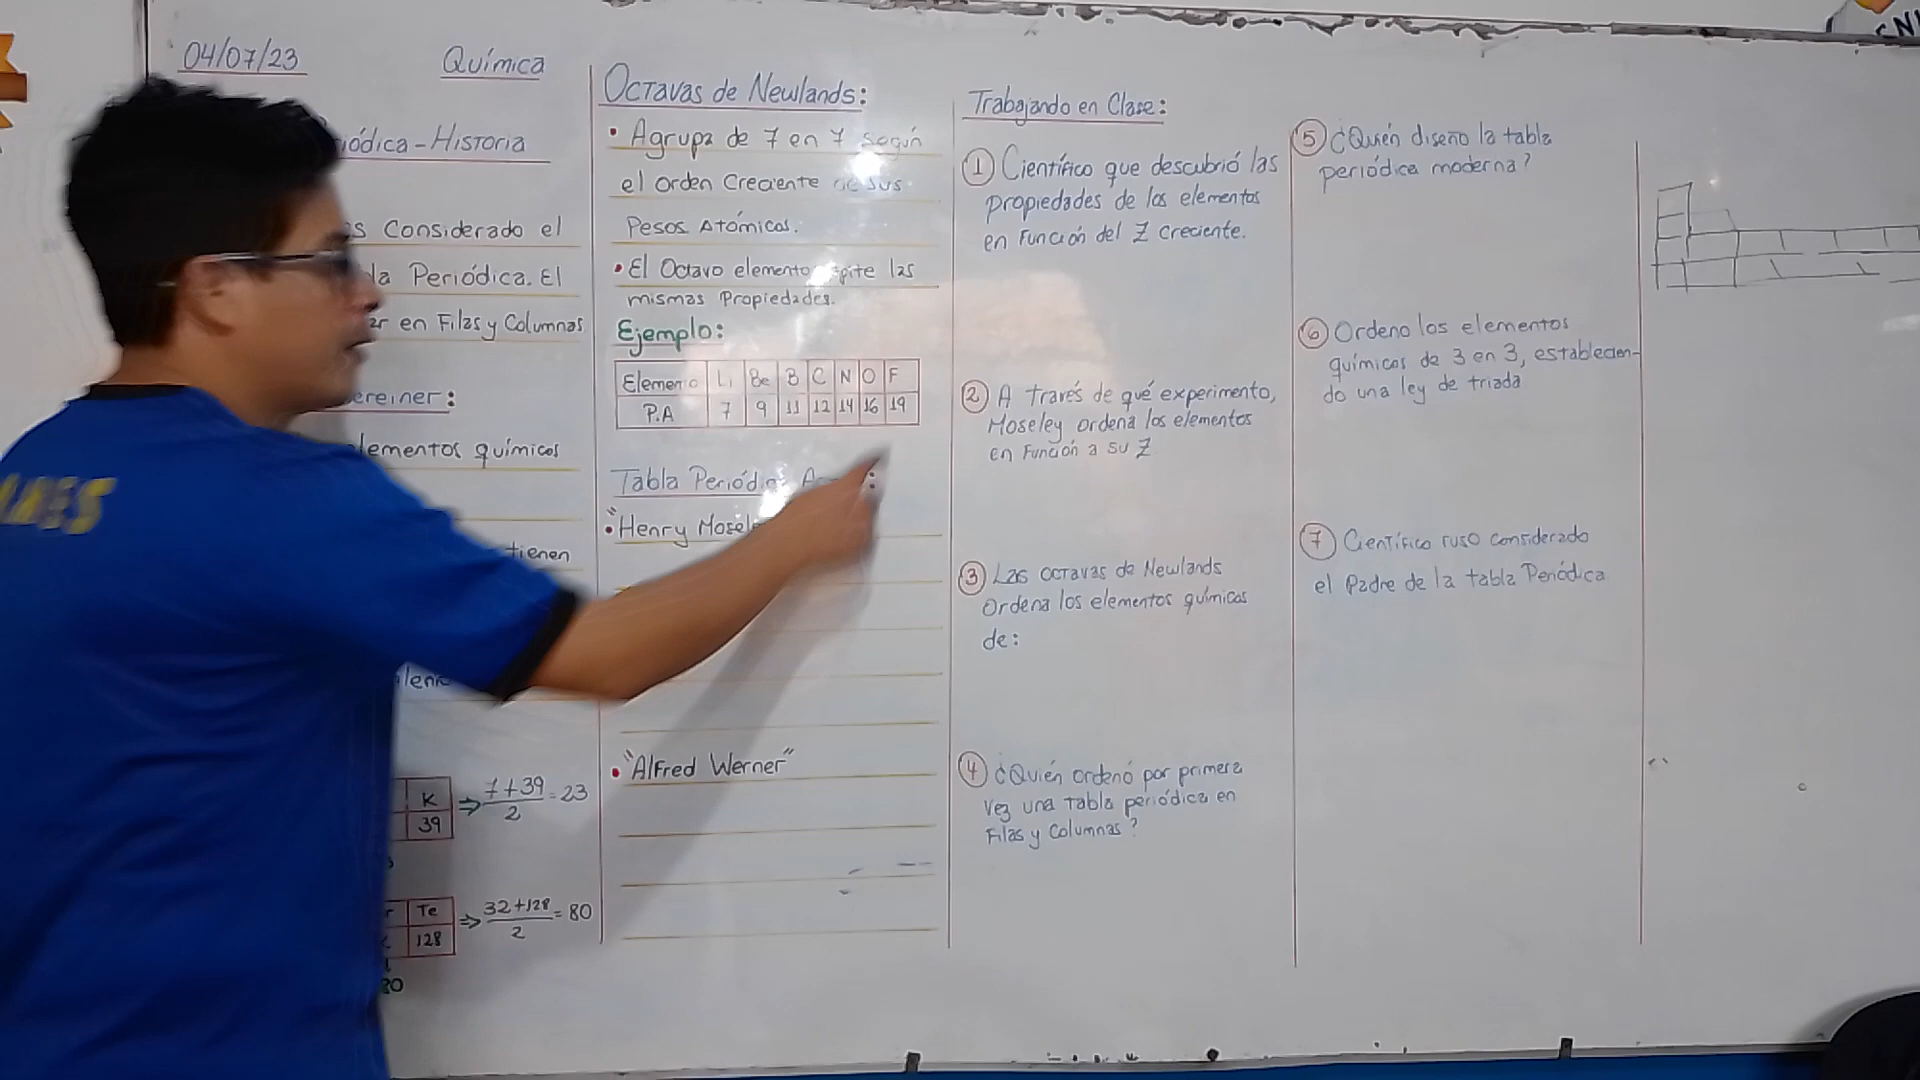 04/07/23
Química
iódica - Historia
s Considerado el
la Periódica. El
ar en Filas y Columnas
ereiner:
lementos químicos
tienen
K
39
7+39 = 23
2
Te
128
32+128 = 80
2
80
Octavas de Newlands:
• Agrupa de 7 en 7 según
el Orden Creciente de sus
Pesos Atómicos.
• El Octavo elemento repite las
mismas Propiedades.
Ejemplo:
Elemento Li Be B C N O F
P.A 7 9 11 12 14 16 19
Tabla Periódica
• "Henry Mosele
• "Alfred Werner"
Trabajando en Clase:
1 Científico que descubrió las
propiedades de los elementos
en Función del Z creciente.
2 A través de qué experimento,
Moseley ordena los elementos
en Función a su Z
3 Las octavas de Newlands
Ordena los elementos químicos
de:
4 ¿Quién ordenó por primera
vez una tabla periódica en
Filas y Columnas?
5 ¿Quién diseño la tabla
periódica moderna?
6 Ordeno los elementos
químicos de 3 en 3, establecien-
do una ley de triada
7 Científico ruso considerado
el Padre de la tabla Periódica